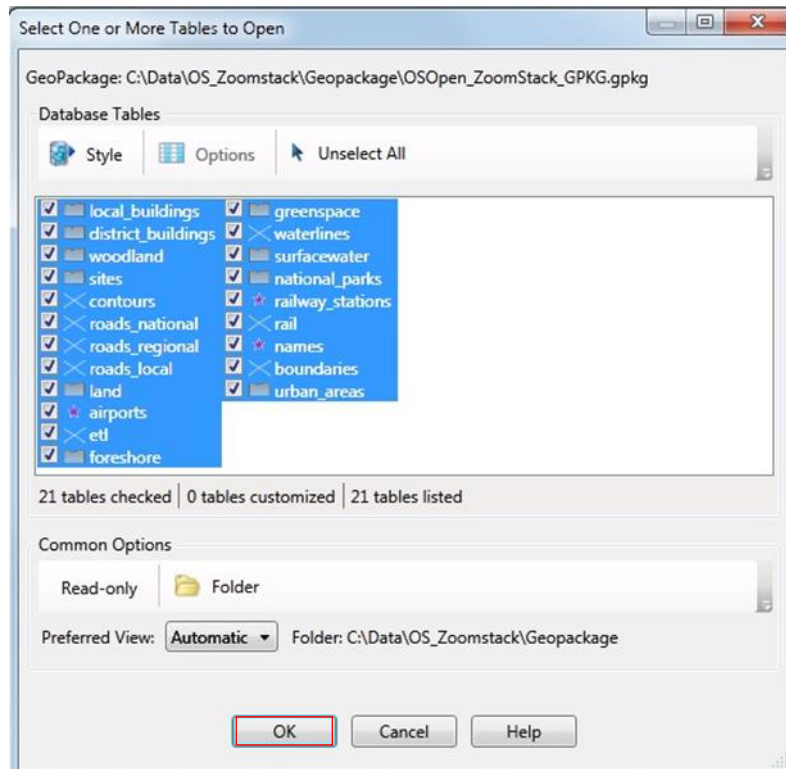 Select One or More Tables to Open
GeoPackage: C:\Data\OS_Zoomstack\Geopackage\OSOpen_ZoomStack_GPKG.gpkg
Database Tables
Style Options Unselect All
local_buildings
district_buildings
woodland
sites
contours
roads_national
roads_regional
roads_local
land
airports
etl
foreshore
greenspace
waterlines
surfacewater
national_parks
railway_stations
rail
names
boundaries
urban_areas
21 tables checked | 0 tables customized | 21 tables listed
Common Options
Read-only Folder
Preferred View: Automatic Folder: C:\Data\OS_Zoomstack\Geopackage
OK Cancel Help